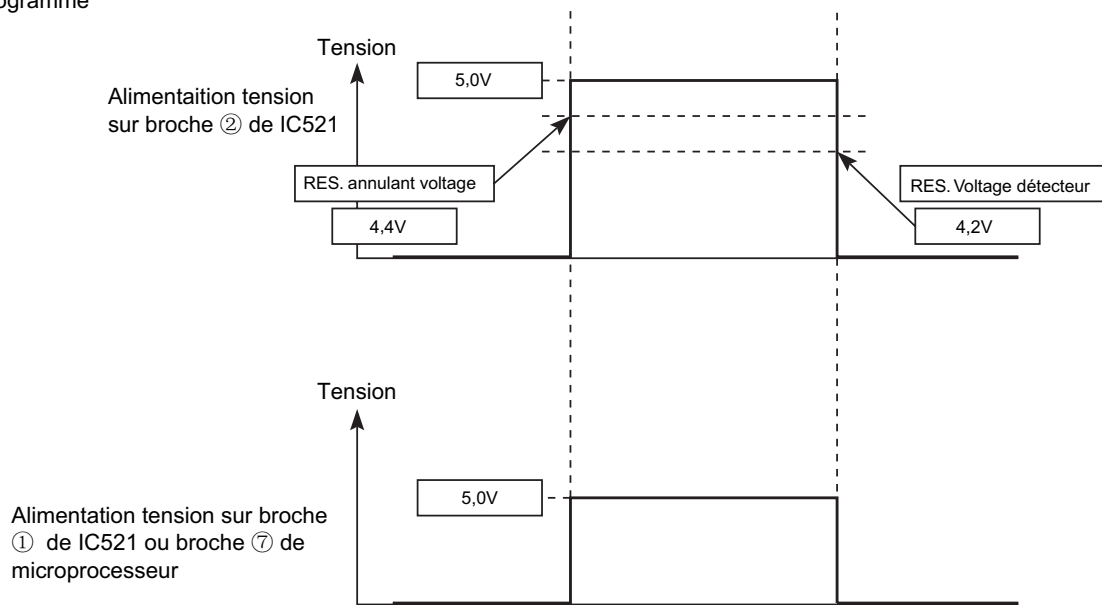 ogramme
Tension
5,0V
Alimentaition tension
sur broche ② de IC521
RES. annulant voltage
RES. Voltage détecteur
4,4V
4,2V
Tension
5,0V
Alimentation tension sur broche
① de IC521 ou broche ⑦ de
microprocesseur